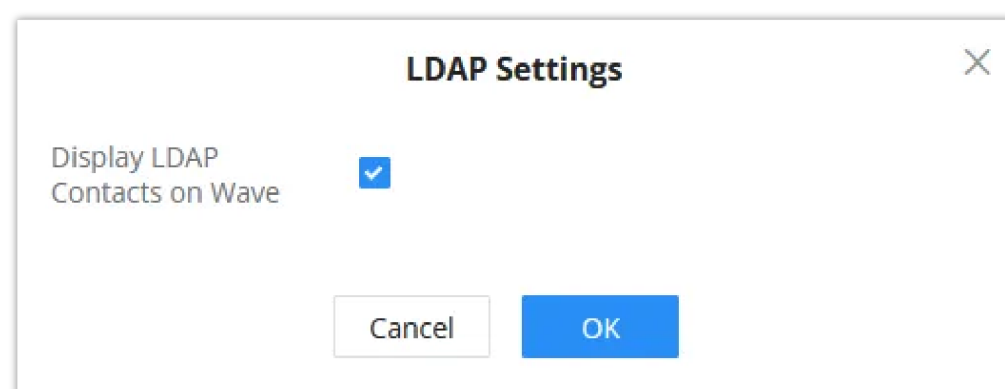 LDAP Settings
Display LDAP
Contacts on Wave
Cancel
OK